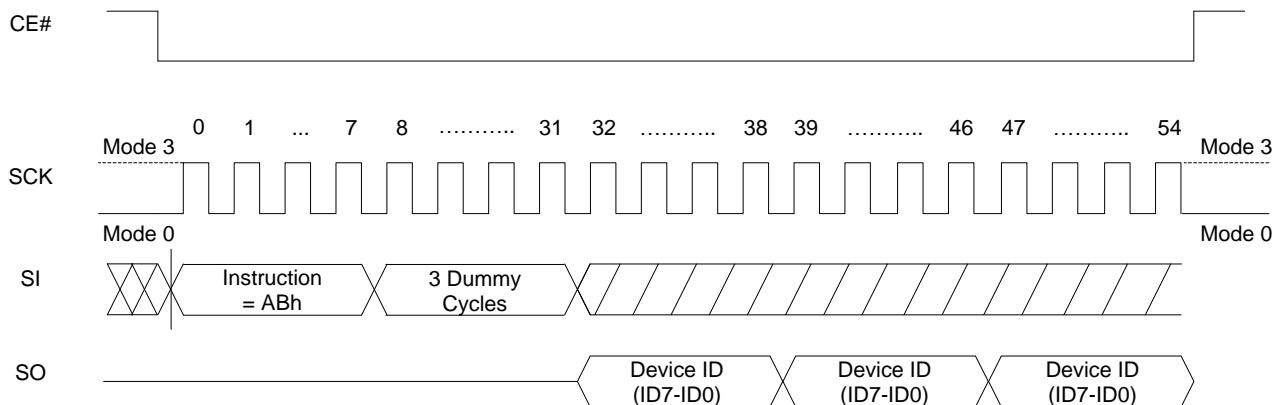 CE#
0 1 ... 7 8 ……….. 31 32 ……….. 38 39 ……….. 46 47 ……….. 54
Mode 3 Mode 3
SCK
Mode 0 Mode 0
SI
Instruction
= ABh
3 Dummy
Cycles
SO
Device ID
(ID7-ID0)
Device ID
(ID7-ID0)
Device ID
(ID7-ID0)